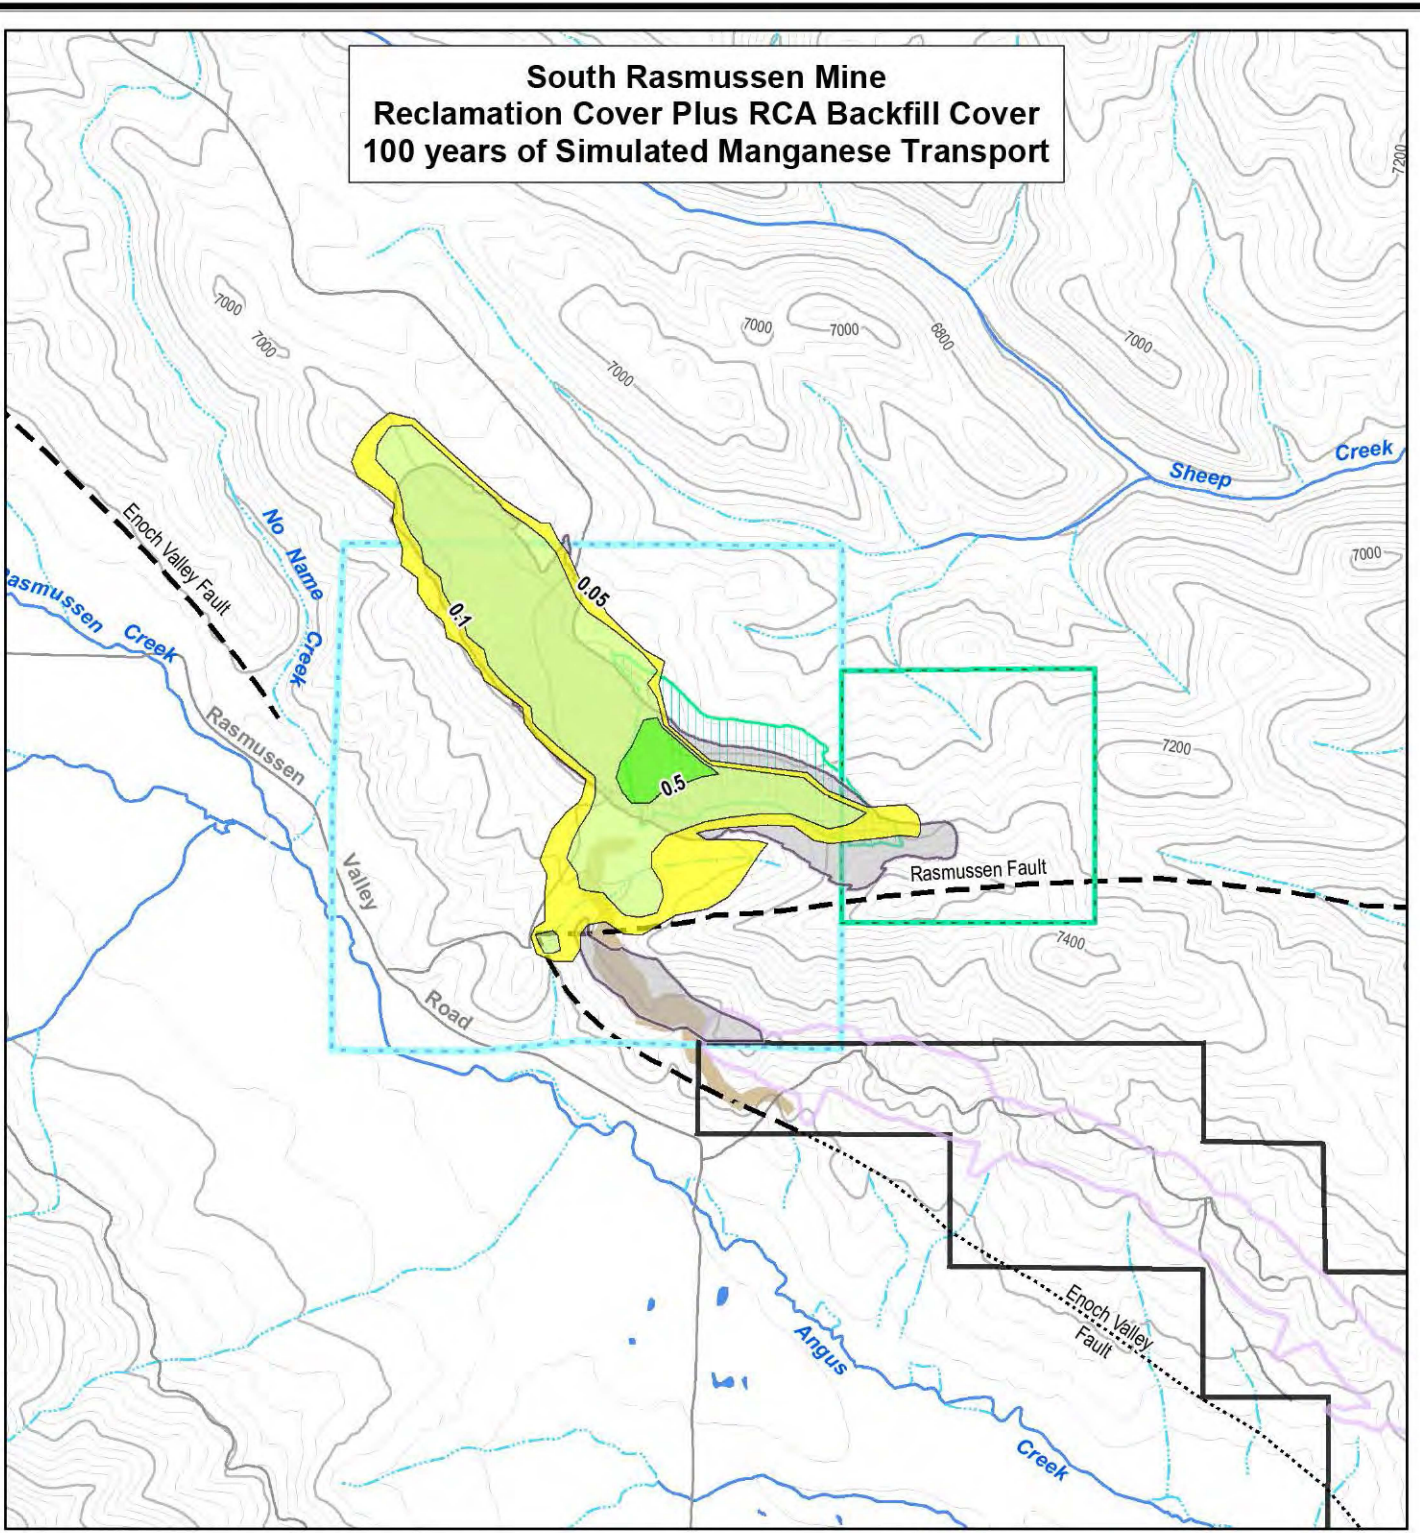 South Rasmussen Mine
Reclamation Cover Plus RCA Backfill Cover
100 years of Simulated Manganese Transport
7200
7000
7000
7000
7000
7000
6800
7000
Sheep
Creek
Enoch Valley Fault
No Name
Creek
Rasmussen
Creek
7000
0.05
0.1
Rasmussen
Valley
Road
7200
0.5
Rasmussen Fault
7400
Enoch Valley
Fault
Angus
Creek